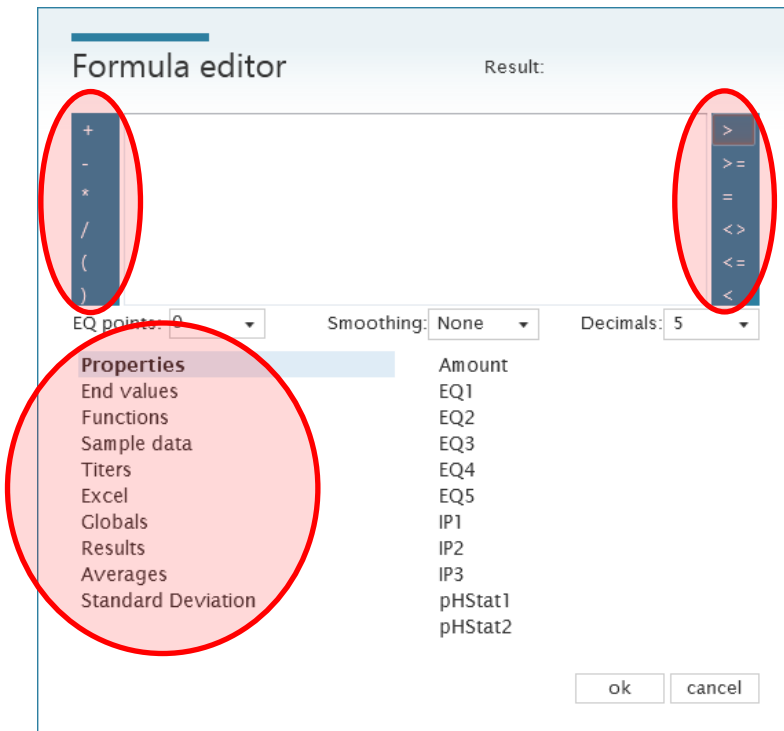 Formula editor
Result:
+
-
*
/
(
)
>
>=
=
<>
<=
<
EQ points: 0
Smoothing: None
Decimals: 5
Properties
End values
Functions
Sample data
Titers
Excel
Globals
Results
Averages
Standard Deviation
Amount
EQ1
EQ2
EQ3
EQ4
EQ5
IP1
IP2
IP3
pHStat1
pHStat2
ok
cancel